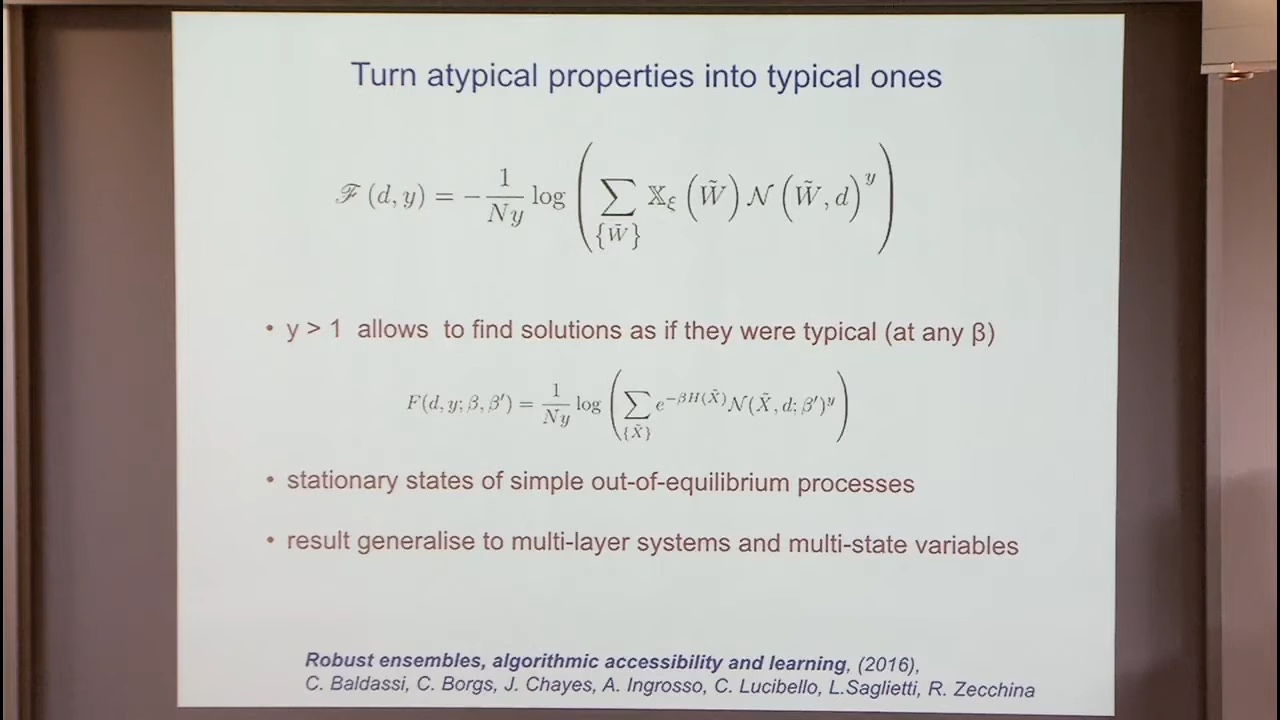 Turn atypical properties into typical ones
ℱ (d, y) = − 1/Ny log ( ∑_{W̃} 𝕏_ξ (W̃) 𝒩 (W̃, d)^y )
• y > 1 allows to find solutions as if they were typical (at any β)
F(d, y; β, β′) = 1/Ny log ( ∑_{X̃} e^{−βH(X̃)} 𝒩(X̃, d; β′)^y )
• stationary states of simple out-of-equilibrium processes
• result generalise to multi-layer systems and multi-state variables
Robust ensembles, algorithmic accessibility and learning, (2016),
C. Baldassi, C. Borgs, J. Chayes, A. Ingrosso, C. Lucibello, L.Saglietti, R. Zecchina